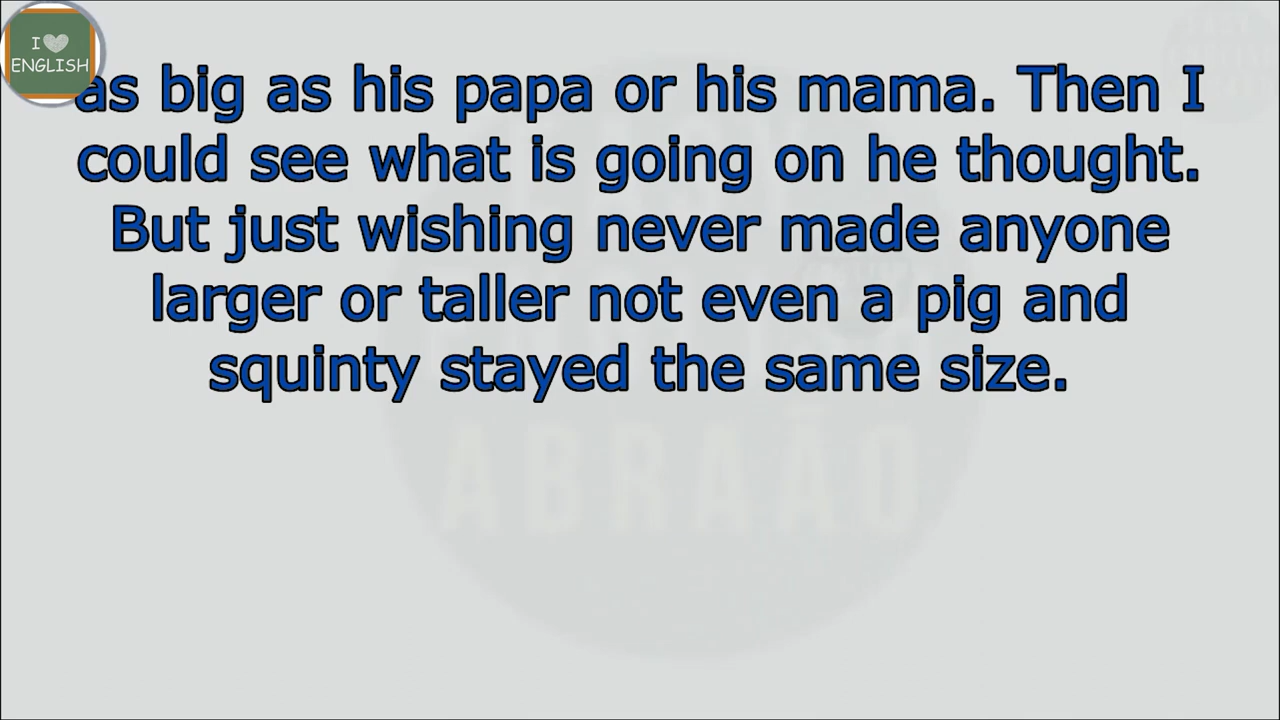 I
ENGLISH
as big as his papa or his mama. Then I
could see what is going on he thought.
But just wishing never made anyone
larger or taller not even a pig and
squinty stayed the same size.
ABRAÃO